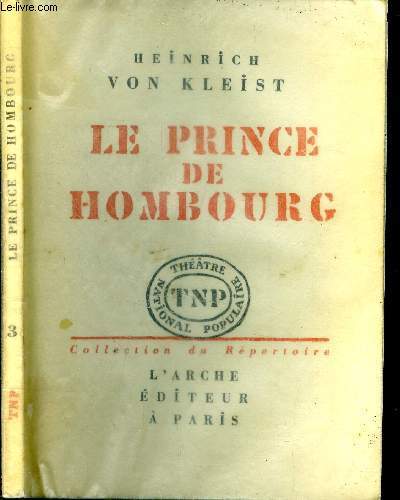 HEINRICH
VON KLEIST
LE PRINCE
DE
HOMBOURG
THÉÂTRE
NATIONAL POPULAIRE
TNP
Collection du Répertoire
L'ARCHE
ÉDITEUR
À PARIS
LE PRINCE DE HOMBOURG
3
TNP
le-livre.com